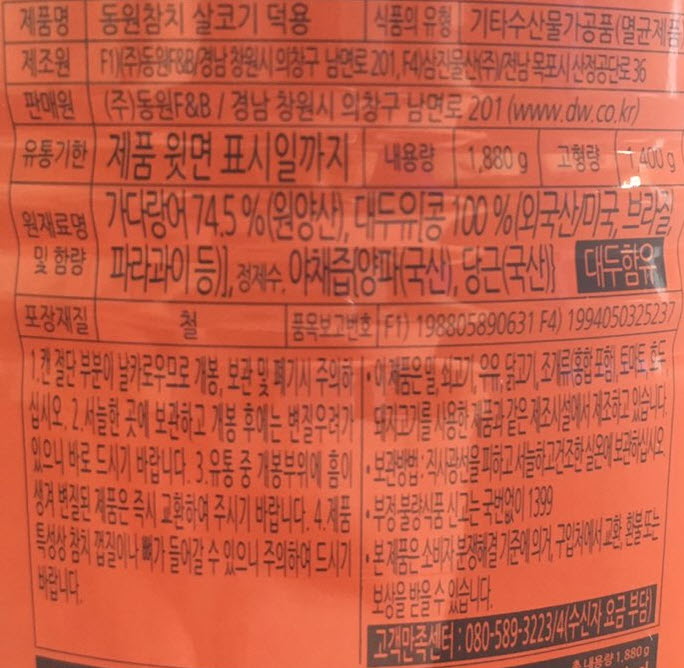 제품명 동원참치 살코기 덕용 식품의 유형 기타수산물가공품(멸균제품)
제조원 F1)(주)동원F&B/경남 창원시 의창구 남면로 201, F4)삼진물산(주)/전남 목포시 산정공단로 36
판매원 (주)동원F&B / 경남 창원시 의창구 남면로 201 (www.dw.co.kr)
유통기한 제품 윗면 표시일까지 내용량 1,880 g 고형량 1,400 g
원재료명 가다랑어 74.5 %(원양산), 대두위(콩 100 %(외국산/미국, 브라질,
및 함량 파라과이 등)], 정제수, 야채즙{양파(국산), 당근(국산)} 대두함유
포장재질 철 품목보고번호 F1) 198805890631 F4) 1994050325237
1.캔 절단 부분이 날카로우므로 개봉, 보관 및 폐기시 주의하
십시오. 2.서늘한 곳에 보관하고 개봉 후에는 변질우려가
있으니 바로 드시기 바랍니다. 3.유통 중 개봉부위에 흠이
생겨 변질된 제품은 즉시 교환하여 주시기 바랍니다. 4.제품
특성상 참치 껍질이나 뼈가 들어갈 수 있으니 주의하여 드시기
바랍니다.
• 이 제품은 밀, 쇠고기, 우유, 닭고기, 조개류(홍합 포함), 토마토, 호두,
돼지고기를 사용한 제품과 같은 제조시설에서 제조하고 있습니다.
• 보관방법 : 직사광선을 피하고 서늘하고 건조한 실온에 보관하십시오.
• 부정·불량식품 신고는 국번없이 1399
• 본 제품은 소비자분쟁해결 기준에 의거, 구입처에서 교환, 환불 또는
보상을 받을 수 있습니다.
고객만족센터 : 080-589-3223/4(수신자 요금 부담)
총 내용량 1,880 g